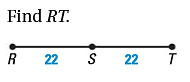 Find RT.
R 22 S 22 T